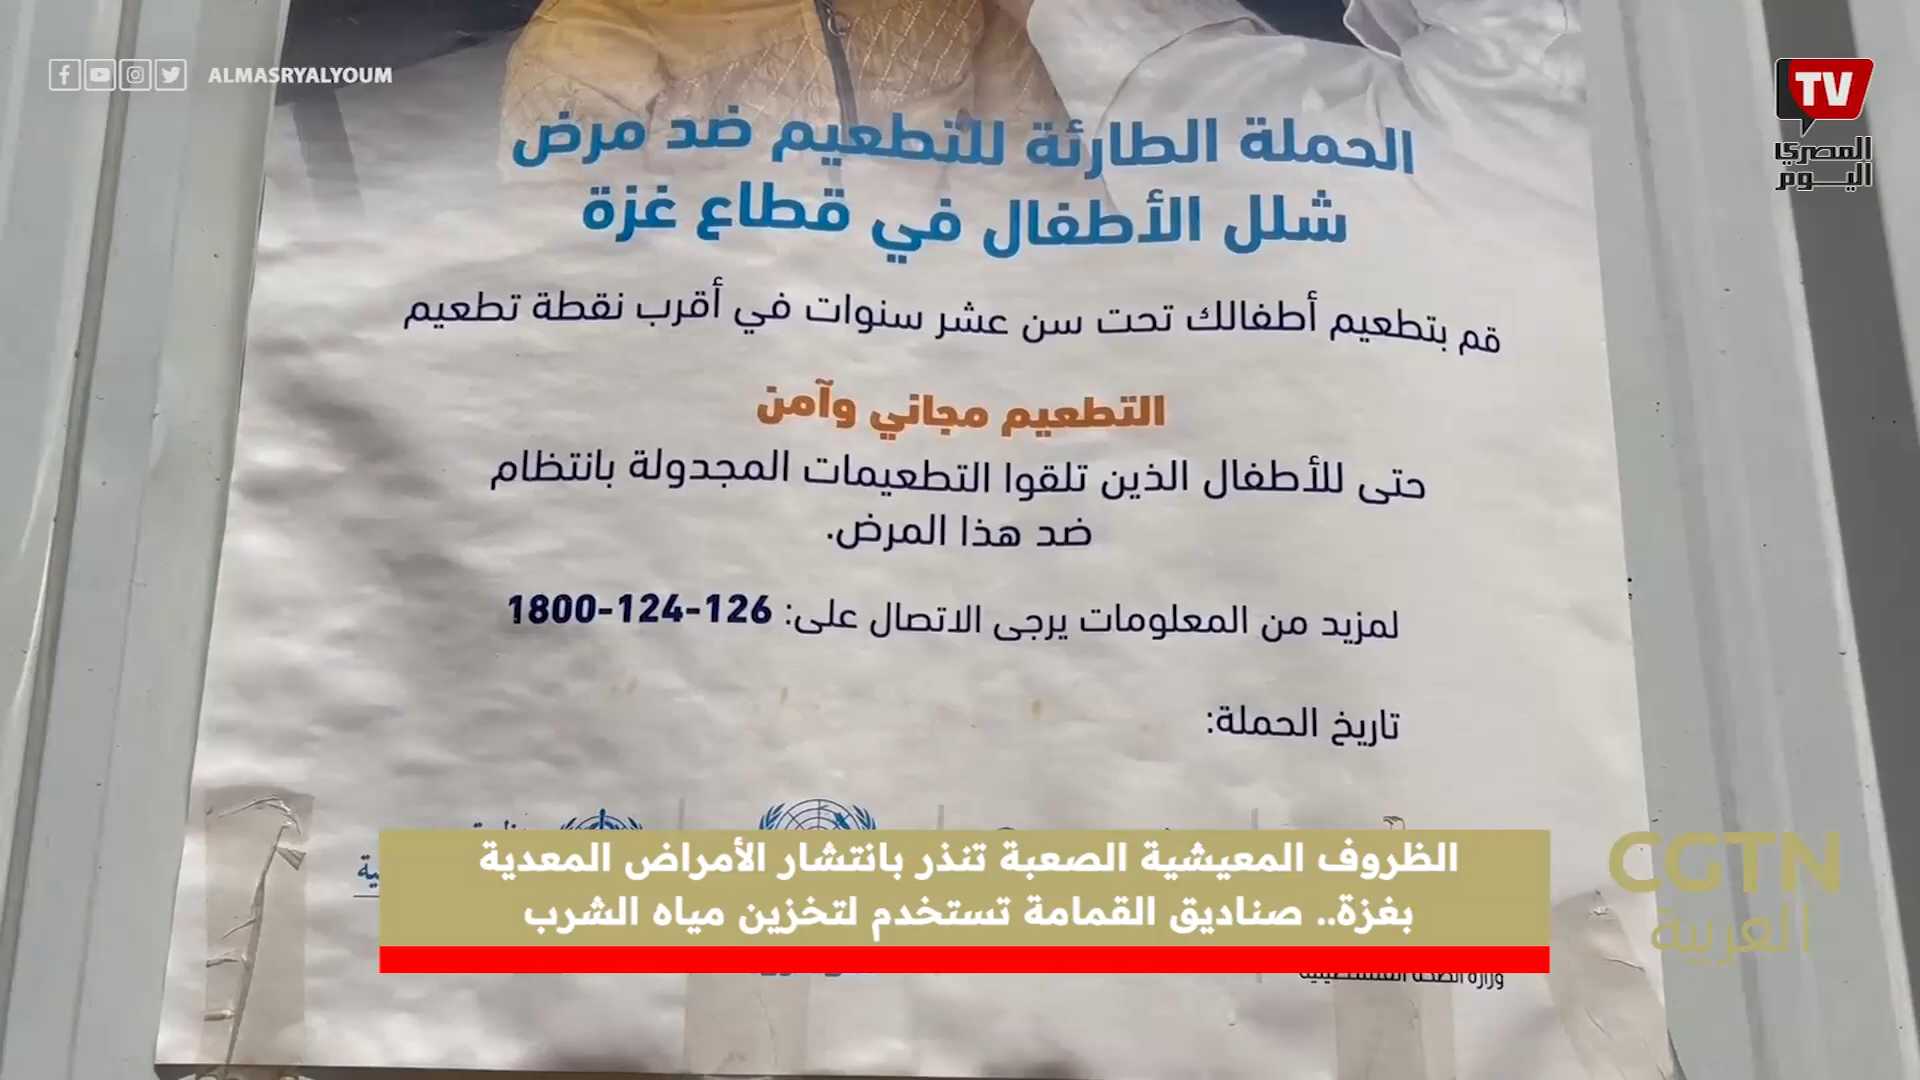 ALMASRYALYOUM
TV
المصري
اليوم
الحملة الطارئة للتطعيم ضد مرض
شلل الأطفال في قطاع غزة
قم بتطعيم أطفالك تحت سن عشر سنوات في أقرب نقطة تطعيم
التطعيم مجاني وآمن
حتى للأطفال الذين تلقوا التطعيمات المجدولة بانتظام
ضد هذا المرض.
لمزيد من المعلومات يرجى الاتصال على: 1800-124-126
تاريخ الحملة:
الظروف المعيشية الصعبة تنذر بانتشار الأمراض المعدية
بغزة.. صناديق القمامة تستخدم لتخزين مياه الشرب
CGTN
العربية
وزارة الصحة الفلسطينية